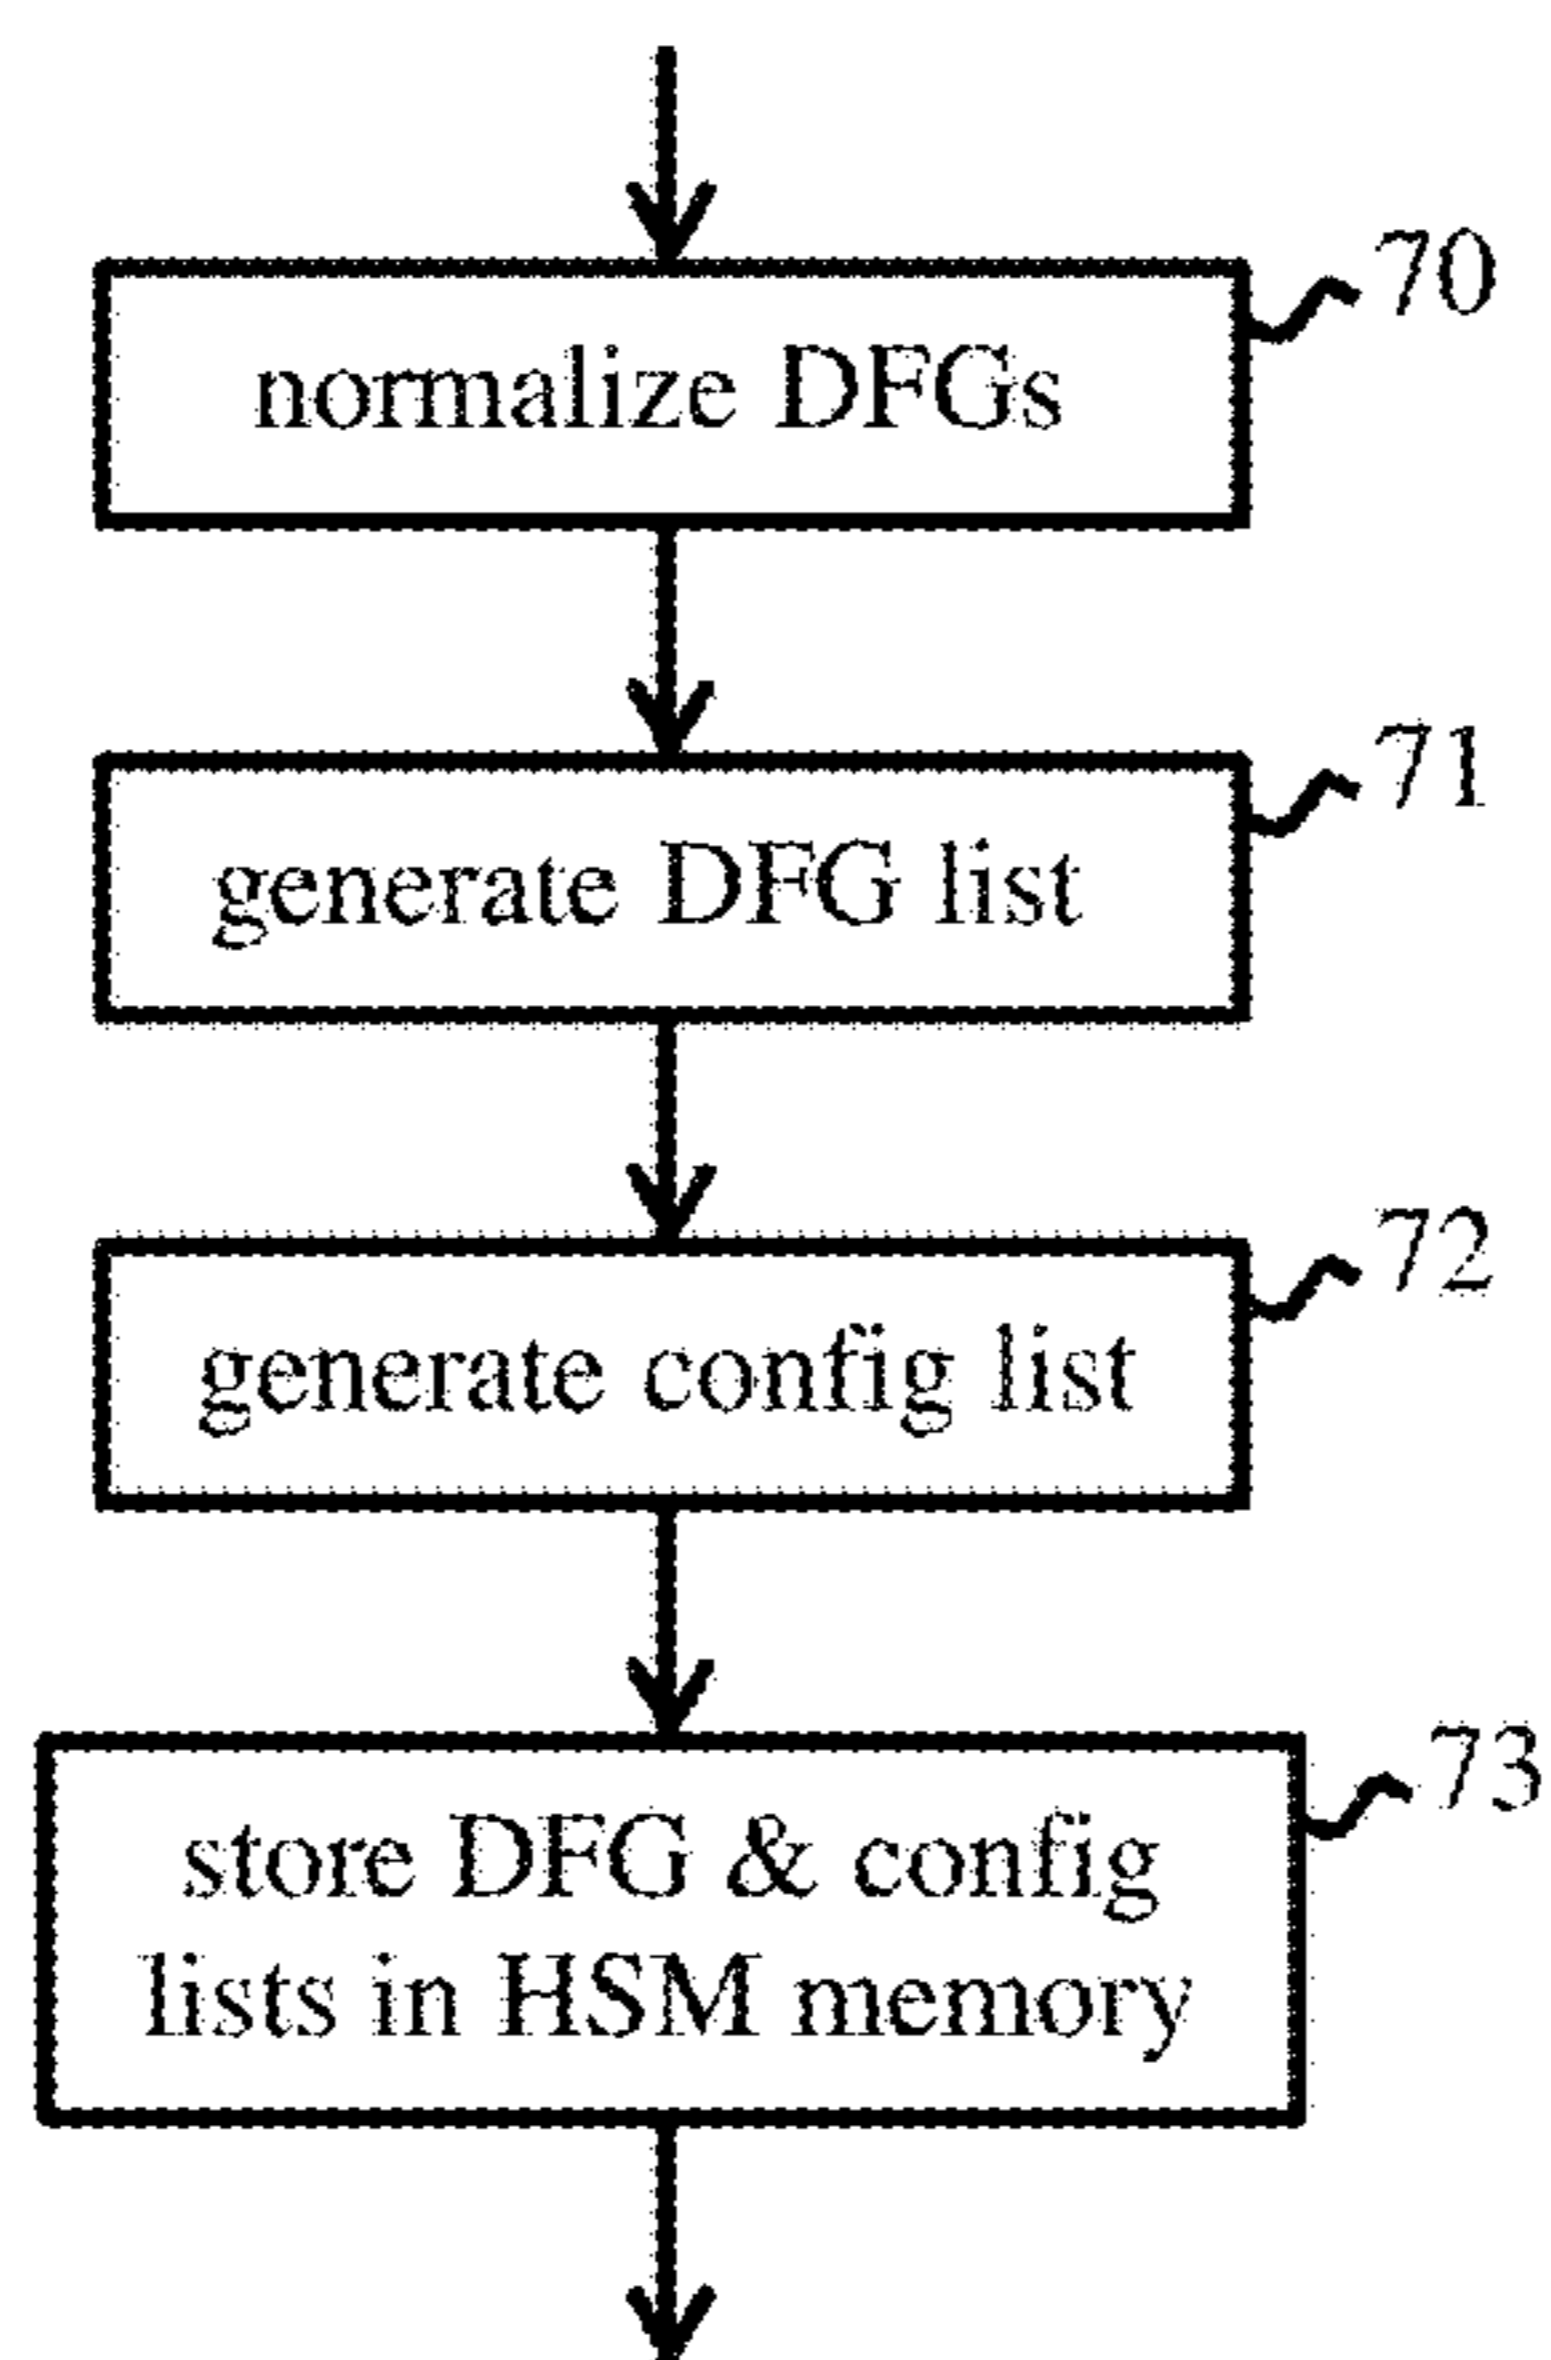 70
normalize DFGs
71
generate DFG list
72
generate config list
73
store DFG & config
lists in HSM memory